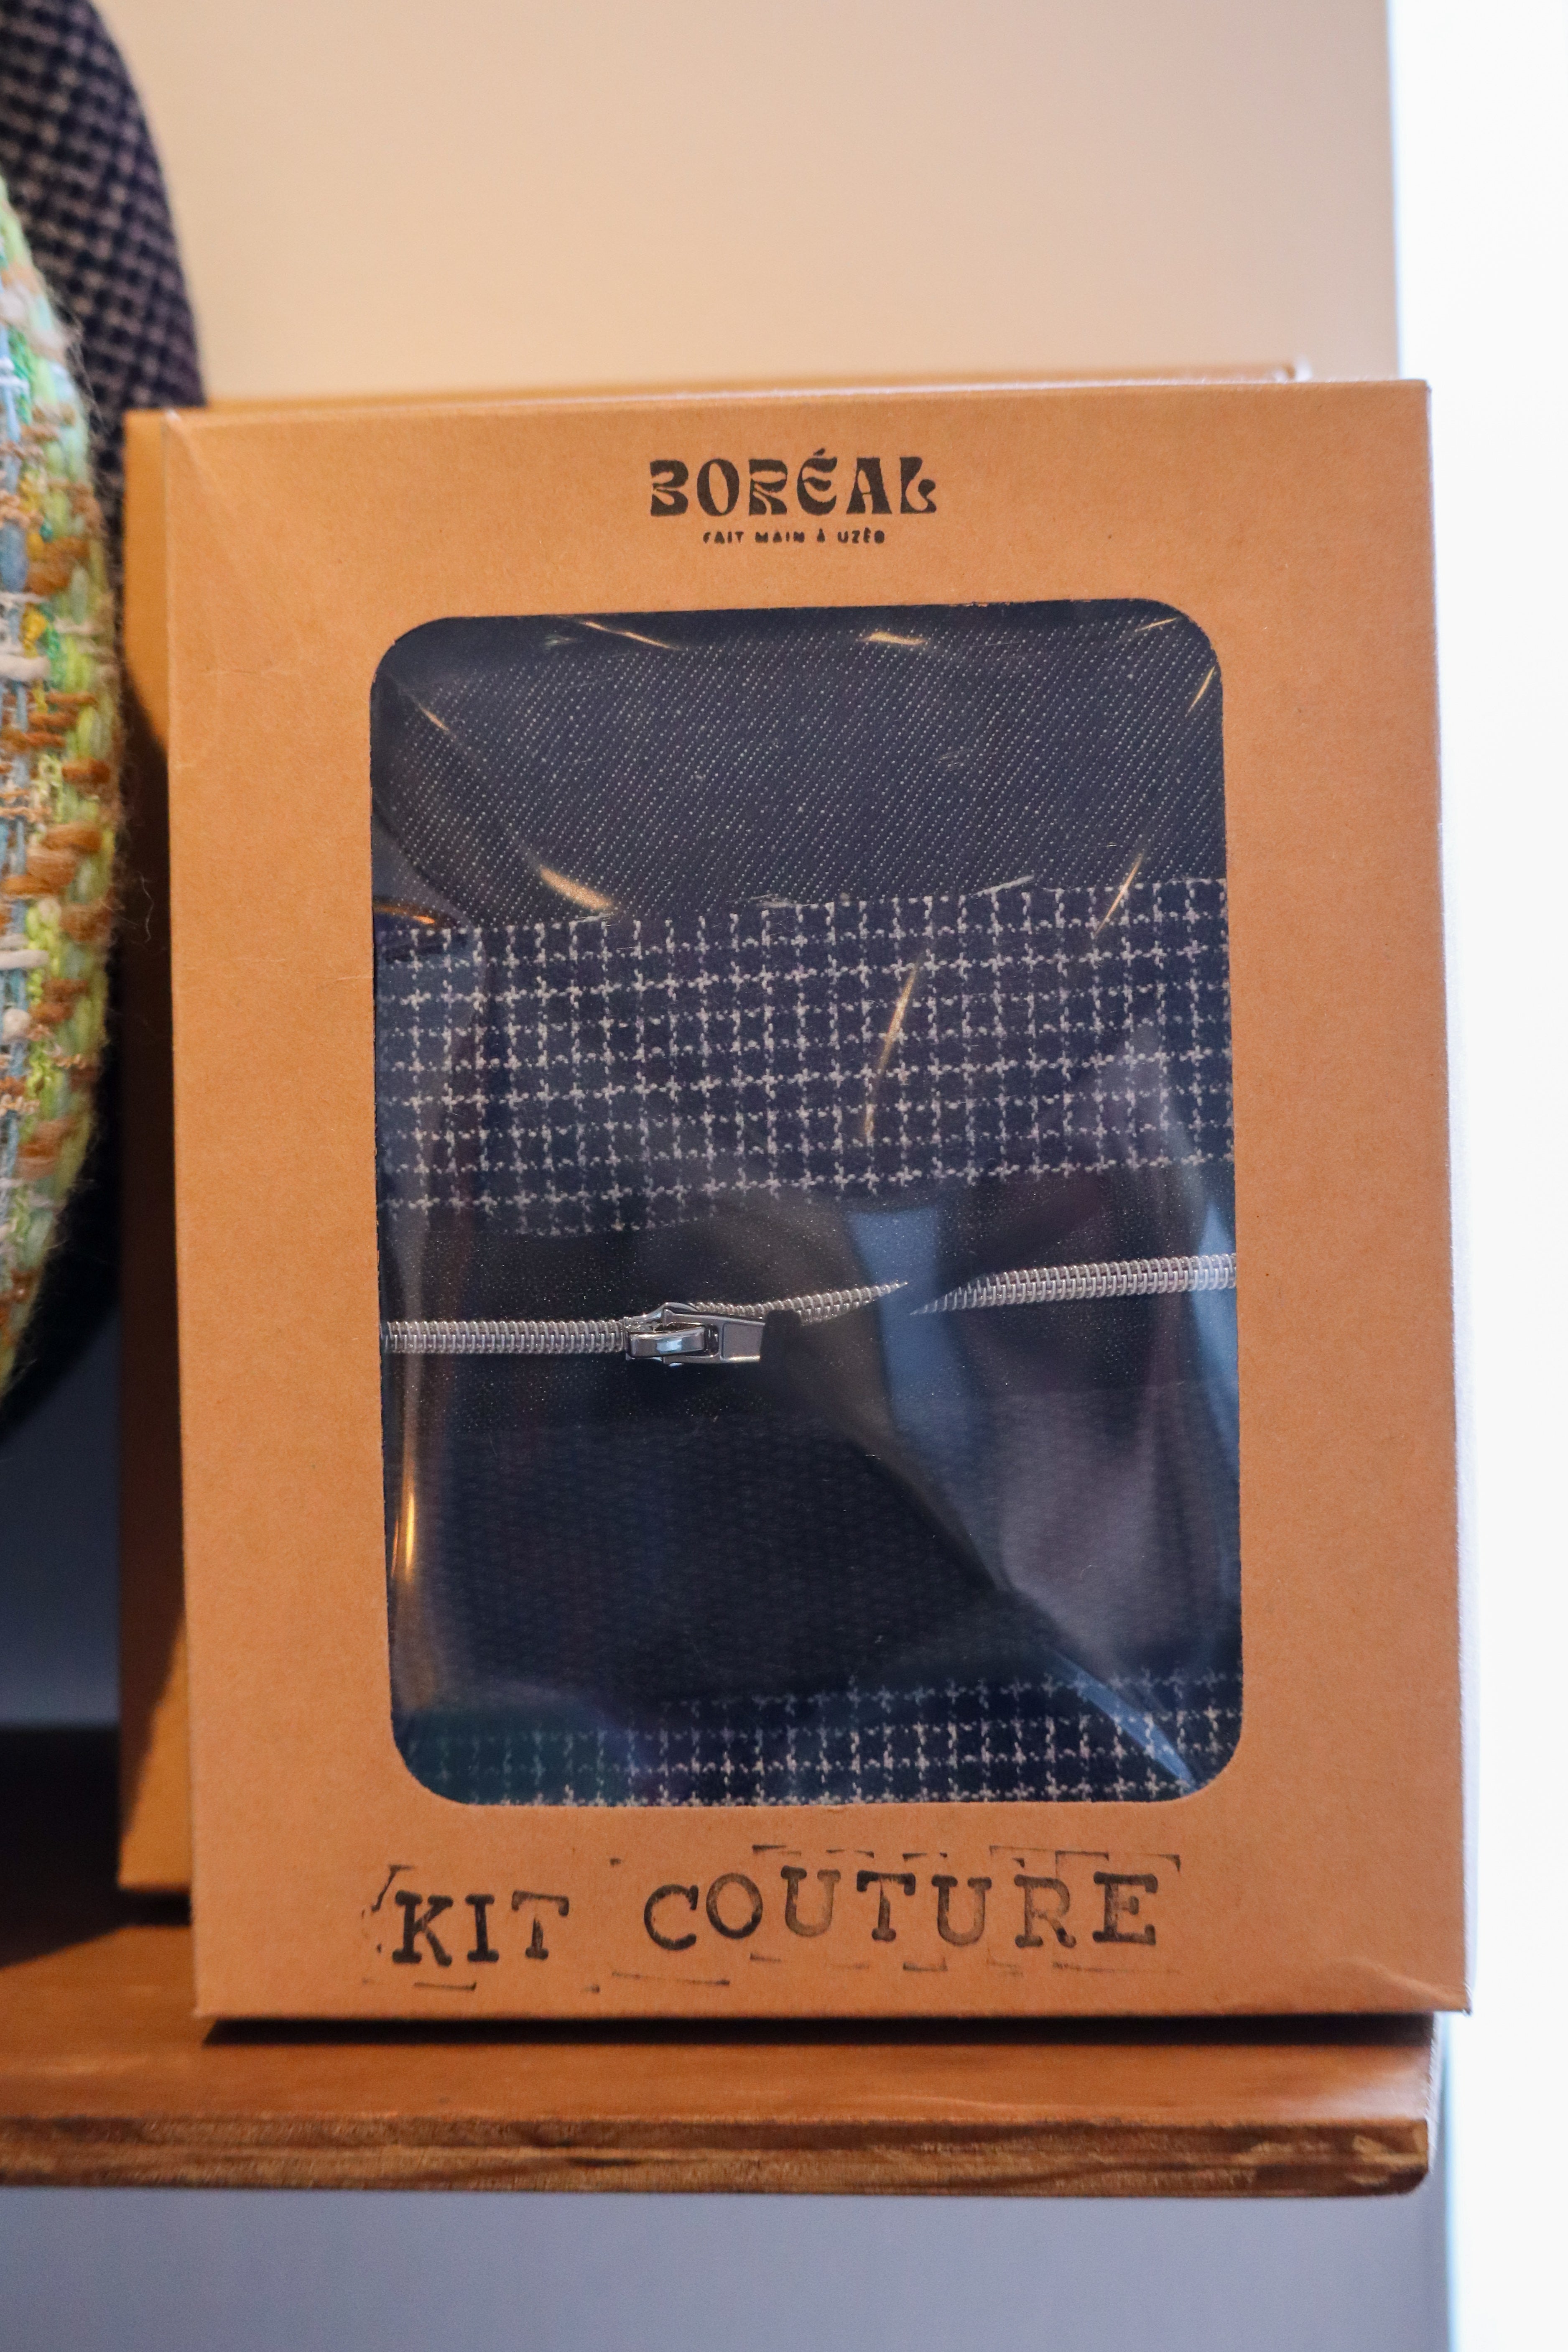 BORÉAL
FAIT MAIN À UZÈS
KIT COUTURE